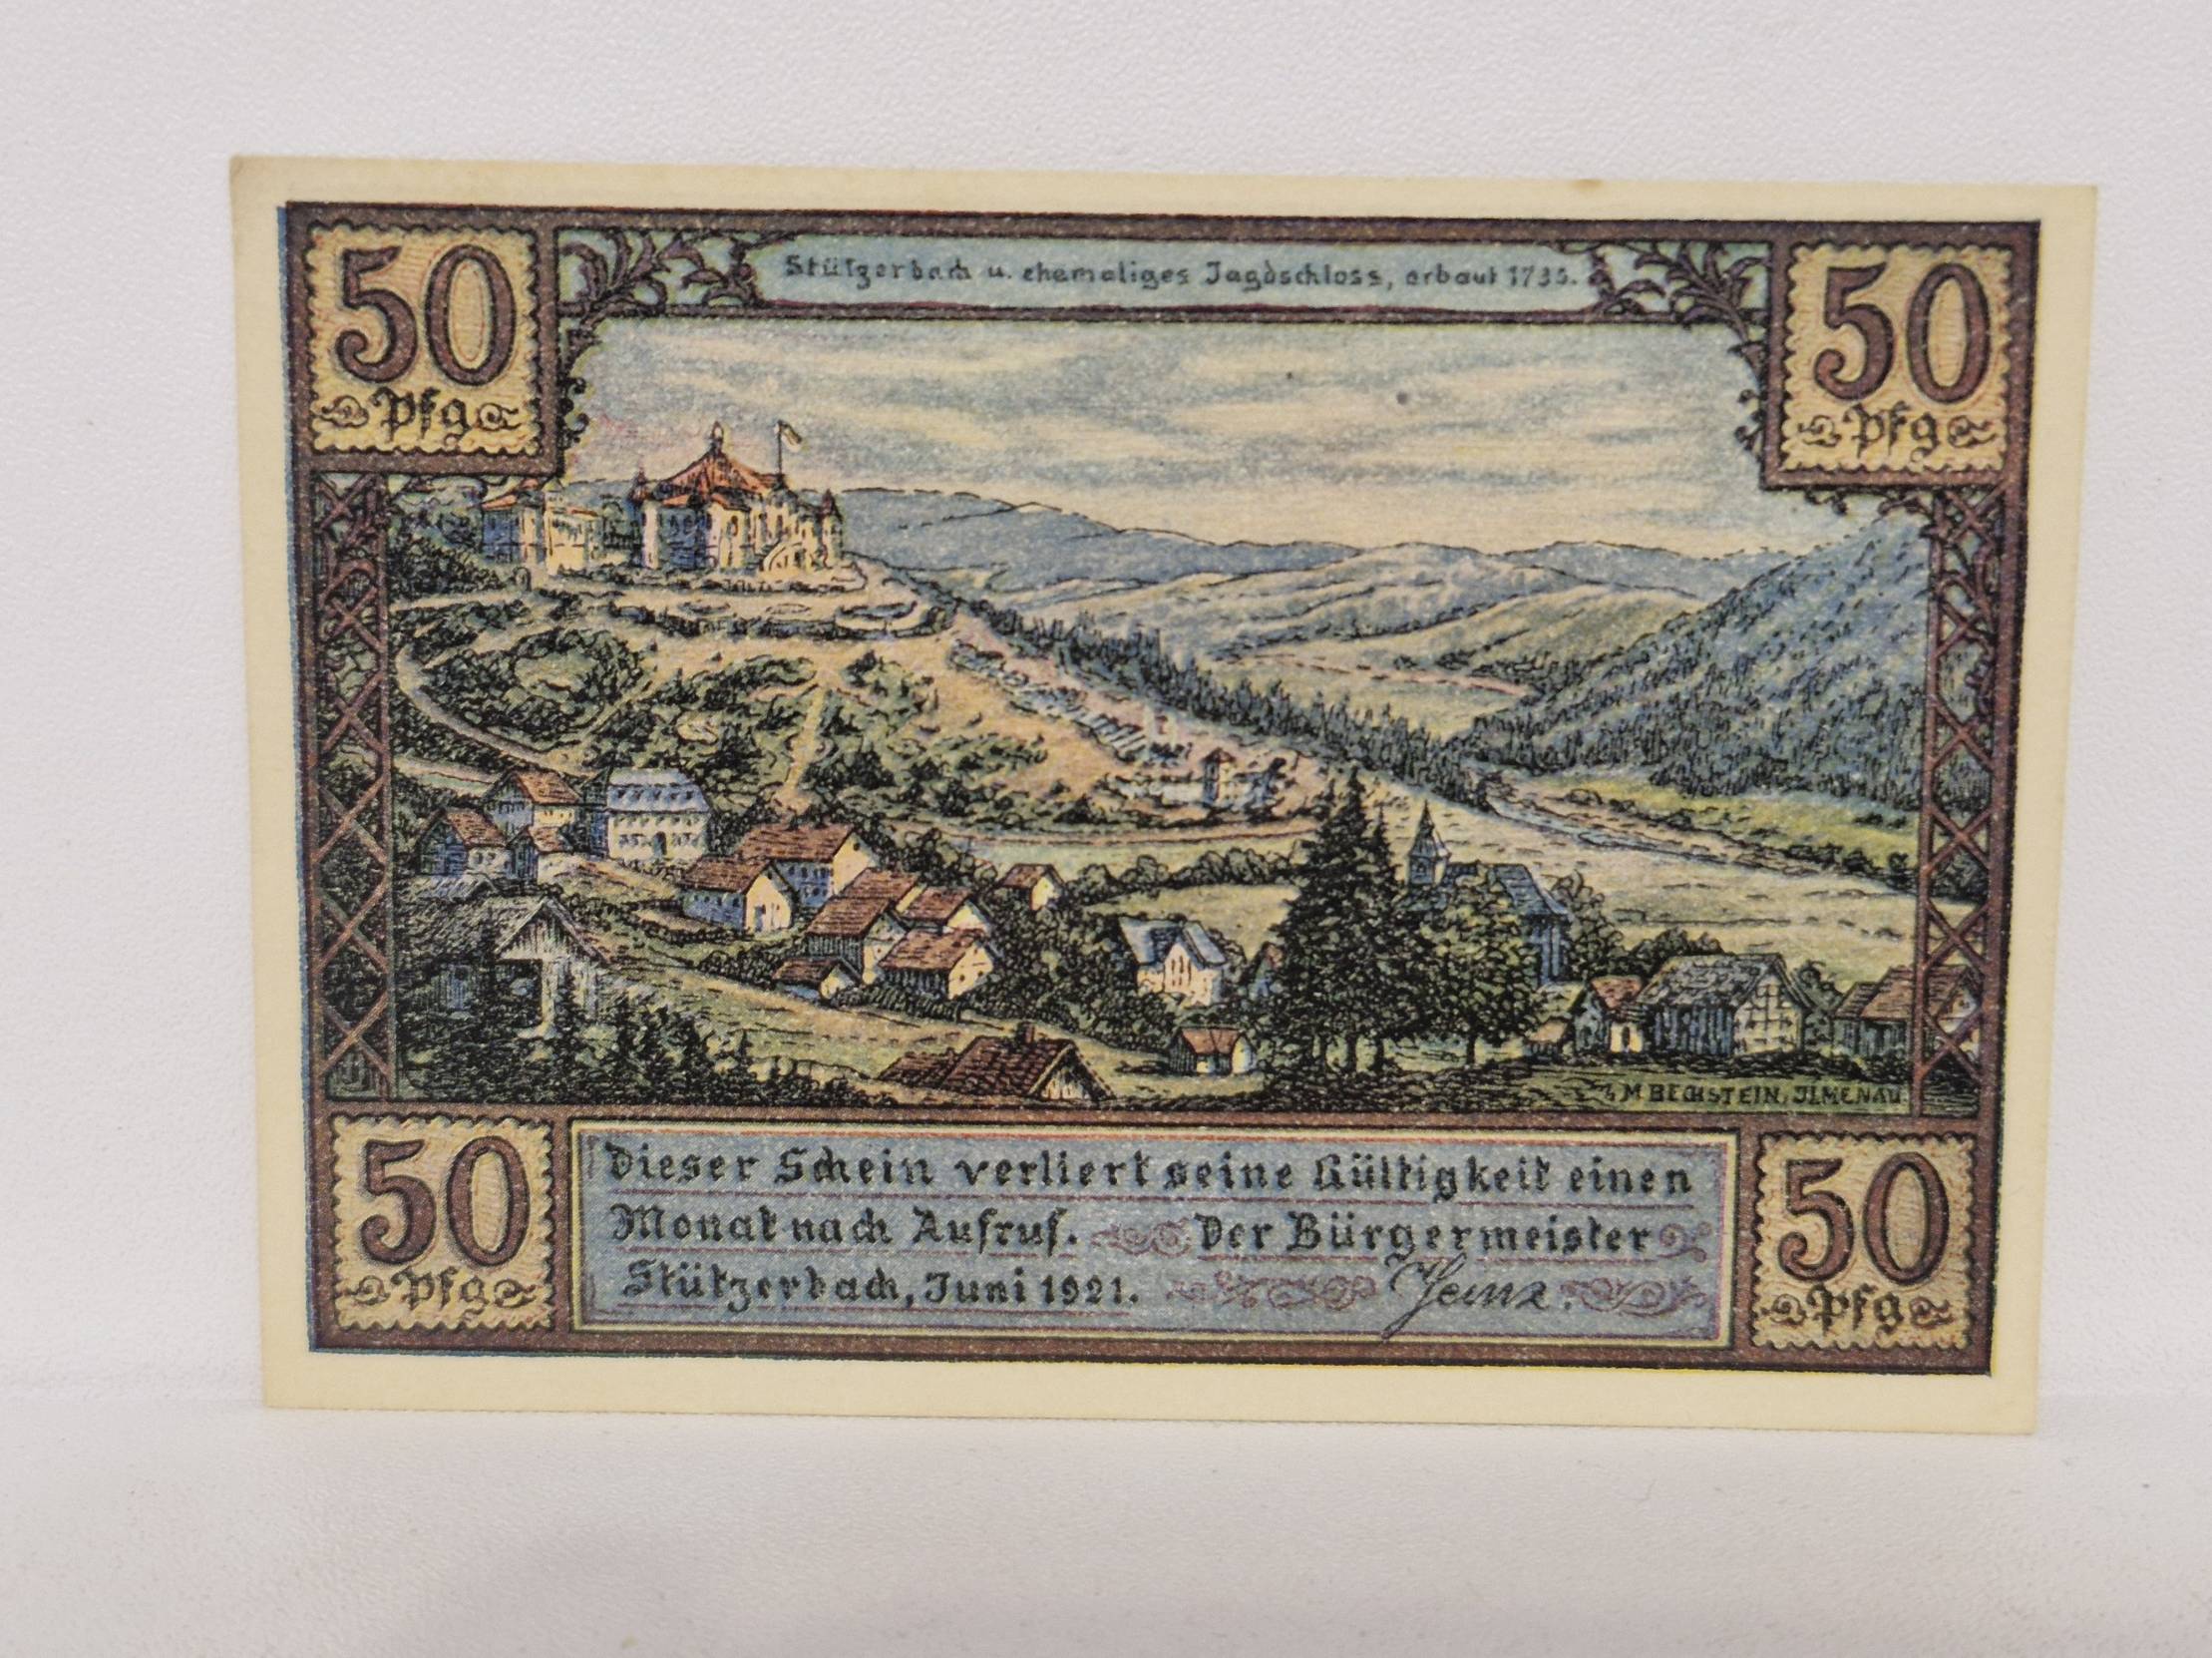 50
Pfg
Stützerbach u. ehemaliges Jagdschloss, erbaut 1735.
50
Pfg
M BECHSTEIN, ILMENAU.
50
Pfg
Dieser Schein verliert seine Gültigkeit einen
Monat nach Aufruf. Der Bürgermeister
Stützerbach, Juni 1921.
50
Pfg